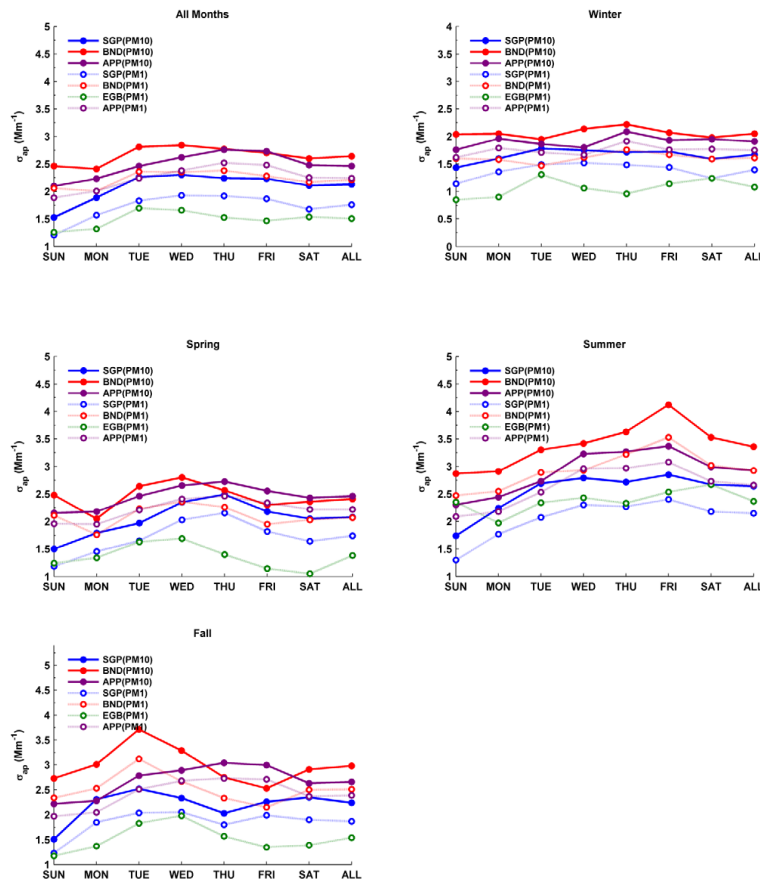 All Months
5
4.5
4
3.5
3
2.5
2
1.5
1
σap (Mm-1)
SGP(PM10)
BND(PM10)
APP(PM10)
SGP(PM1)
BND(PM1)
EGB(PM1)
APP(PM1)
SUN MON TUE WED THU FRI SAT ALL
Winter
4
3.5
3
2.5
2
1.5
1
0.5
0
σap (Mm-1)
SGP(PM10)
BND(PM10)
APP(PM10)
SGP(PM1)
BND(PM1)
EGB(PM1)
APP(PM1)
SUN MON TUE WED THU FRI SAT ALL
Spring
5
4.5
4
3.5
3
2.5
2
1.5
1
σap (Mm-1)
SGP(PM10)
BND(PM10)
APP(PM10)
SGP(PM1)
BND(PM1)
EGB(PM1)
APP(PM1)
SUN MON TUE WED THU FRI SAT ALL
Summer
5
4.5
4
3.5
3
2.5
2
1.5
1
σap (Mm-1)
SGP(PM10)
BND(PM10)
APP(PM10)
SGP(PM1)
BND(PM1)
EGB(PM1)
APP(PM1)
SUN MON TUE WED THU FRI SAT ALL
Fall
5
4.5
4
3.5
3
2.5
2
1.5
1
σap (Mm-1)
SGP(PM10)
BND(PM10)
APP(PM10)
SGP(PM1)
BND(PM1)
EGB(PM1)
APP(PM1)
SUN MON TUE WED THU FRI SAT ALL